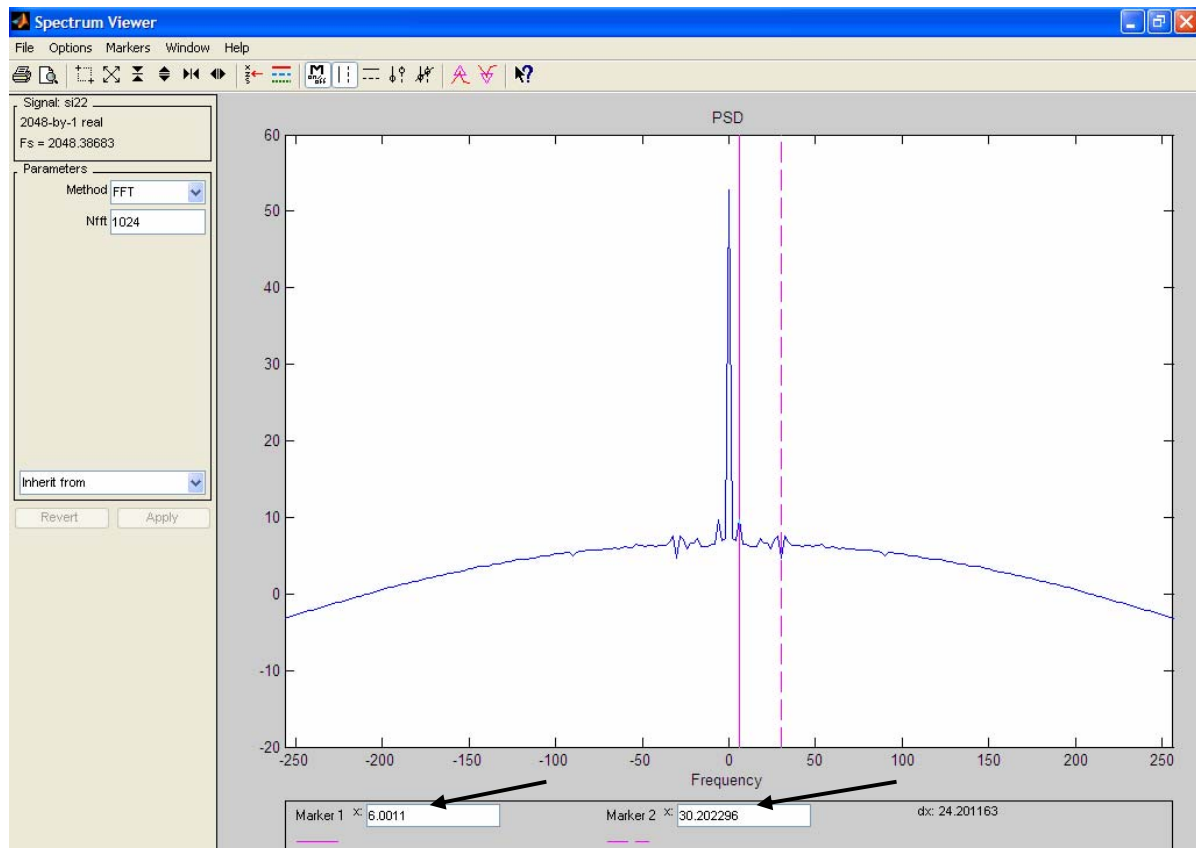 Spectrum Viewer
File Options Markers Window Help
Signal: si22
2048-by-1 real
Fs = 2048.38683
Parameters
Method FFT
Nfft 1024
Inherit from
Revert Apply
PSD
60
50
40
30
20
10
0
-10
-20
-250 -200 -150 -100 -50 0 50 100 150 200 250
Frequency
Marker 1 x: 6.0011 Marker 2 x: 30.202296 dx: 24.201163